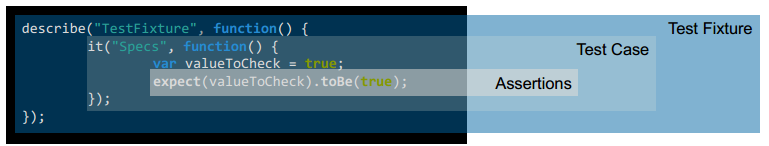 describe("TestFixture", function() { Test Fixture
it("Specs", function() { Test Case
var valueToCheck = true;
expect(valueToCheck).toBe(true); Assertions
});
});